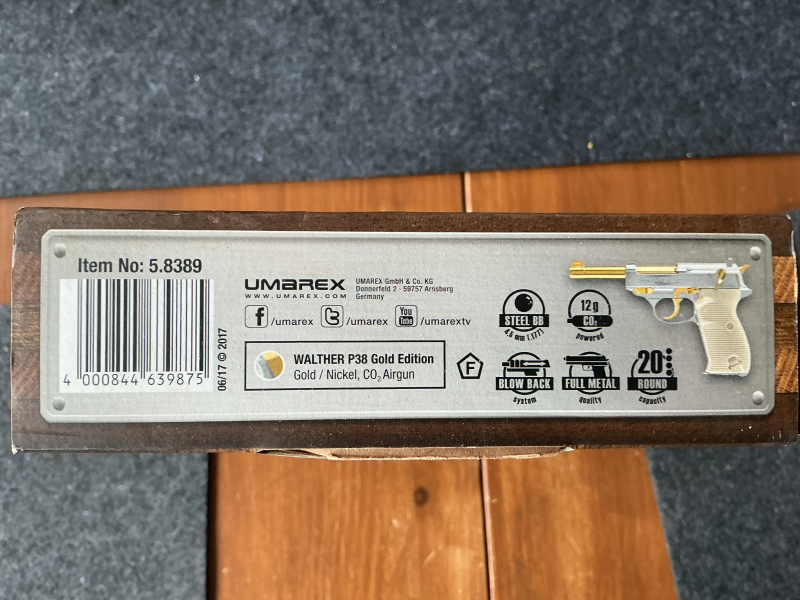 Item No: 5.8389
4 000844 639875
06/17 © 2017
UMAREX
WWW.UMAREX.COM
UMAREX GmbH & Co. KG
Donnerfeld 2 · 59757 Arnsberg
Germany
f /umarex
/umarex
You Tube /umarextv
WALTHER P38 Gold Edition
Gold / Nickel, CO₂ Airgun
F
STEEL BB
4,5 mm (.177)
12g
CO₂
powered
BLOW BACK
system
FULL METAL
quality
20
ROUND
capacity